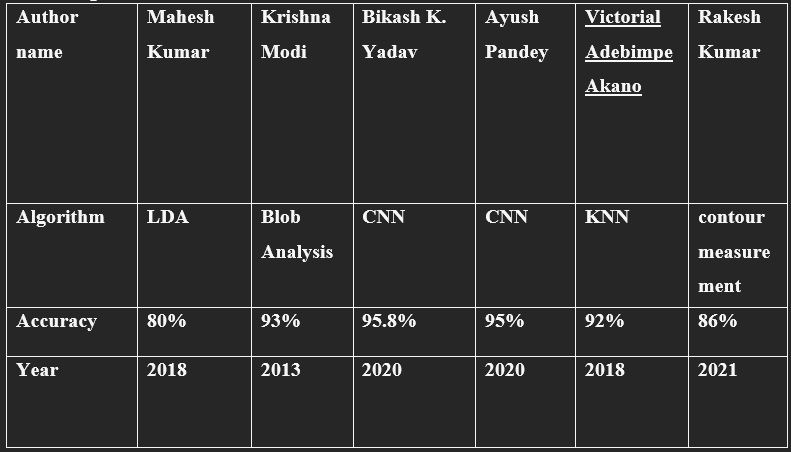 Author name	Mahesh Kumar	Krishna Modi	Bikash K. Yadav	Ayush Pandey	Victorial Adebimpe Akano	Rakesh Kumar
Algorithm	LDA	Blob Analysis	CNN	CNN	KNN	contour measure ment
Accuracy	80%	93%	95.8%	95%	92%	86%
Year	2018	2013	2020	2020	2018	2021